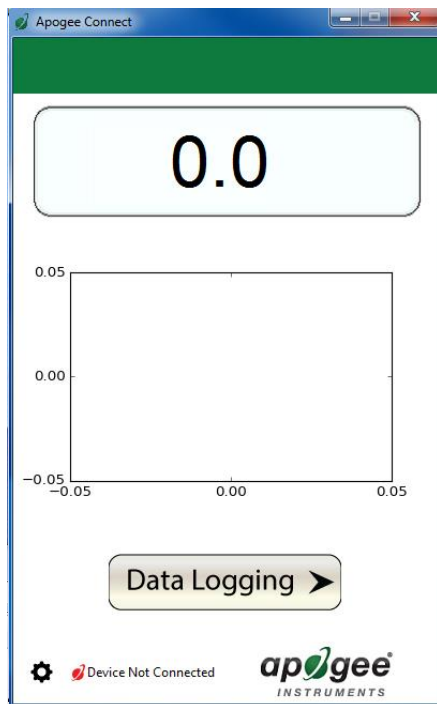 Apogee Connect
0.0
0.05
0.00
−0.05
−0.05 0.00 0.05
Data Logging
Device Not Connected
apogee
INSTRUMENTS